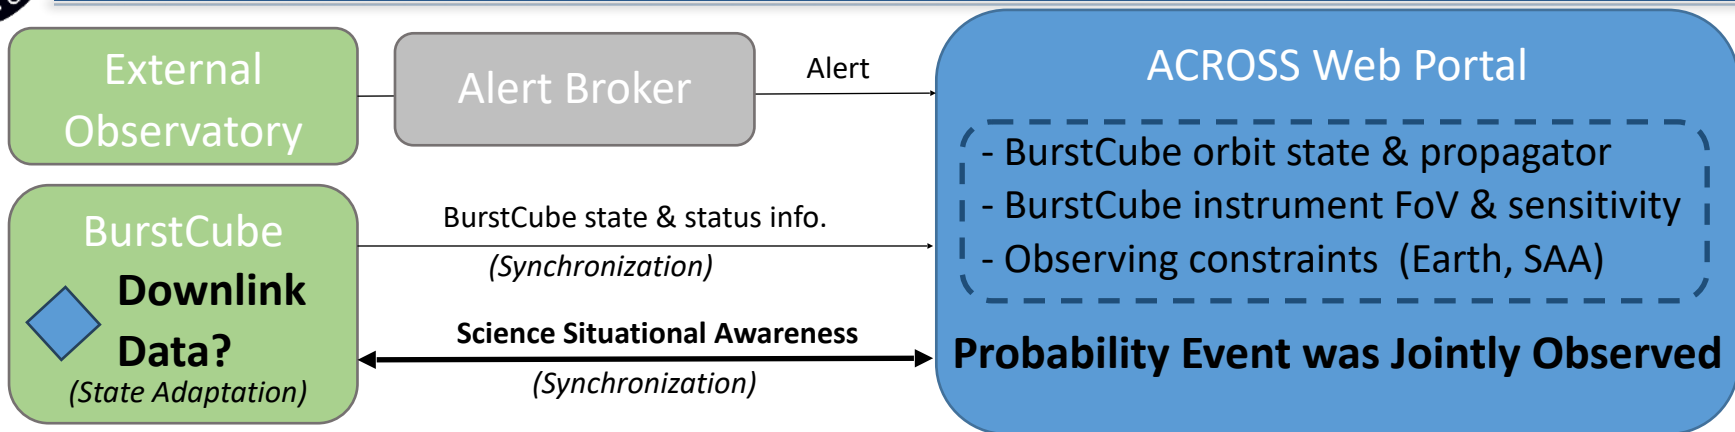 External
Observatory
Alert Broker
Alert
ACROSS Web Portal
- BurstCube orbit state & propagator
- BurstCube instrument FoV & sensitivity
- Observing constraints (Earth, SAA)
Probability Event was Jointly Observed
BurstCube
Downlink
Data?
(State Adaptation)
BurstCube state & status info.
(Synchronization)
Science Situational Awareness
(Synchronization)